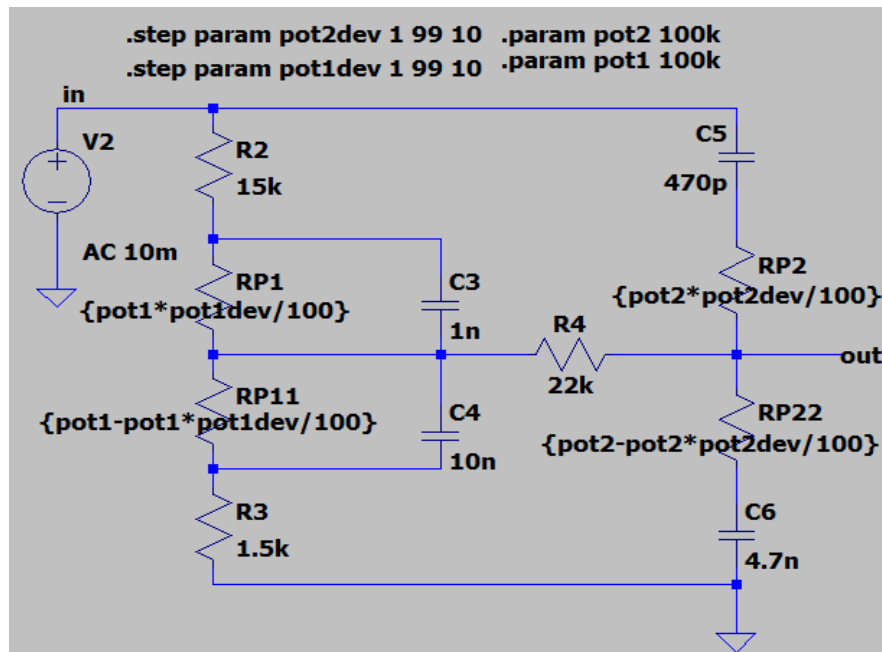 .step param pot2dev 1 99 10 .param pot2 100k
.step param pot1dev 1 99 10 .param pot1 100k
in
V2
AC 10m
R2
15k
C5
470p
RP1
{pot1*pot1dev/100}
C3
1n
RP2
{pot2*pot2dev/100}
R4
22k
out
RP11
{pot1-pot1*pot1dev/100}
C4
10n
RP22
{pot2-pot2*pot2dev/100}
R3
1.5k
C6
4.7n